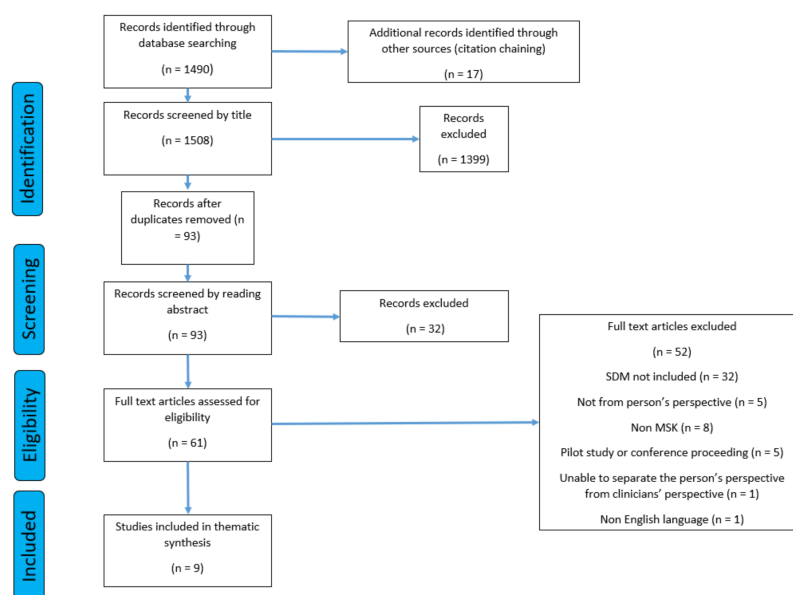 Records identified through
database searching
(n = 1490)
Additional records identified through
other sources (citation chaining)
(n = 17)
Identification
Records screened by title
(n = 1508)
Records
excluded
(n = 1399)
Records after
duplicates removed (n
= 93)
Screening
Records screened by reading
abstract
(n = 93)
Records excluded
(n = 32)
Eligibility
Full text articles assessed for
eligibility
(n = 61)
Full text articles excluded
(n = 52)
SDM not included (n = 32)
Not from person’s perspective (n = 5)
Non MSK (n = 8)
Pilot study or conference proceeding (n = 5)
Unable to separate the person’s perspective
from clinicians’ perspective (n = 1)
Non English language (n = 1)
Included
Studies included in thematic
synthesis
(n = 9)